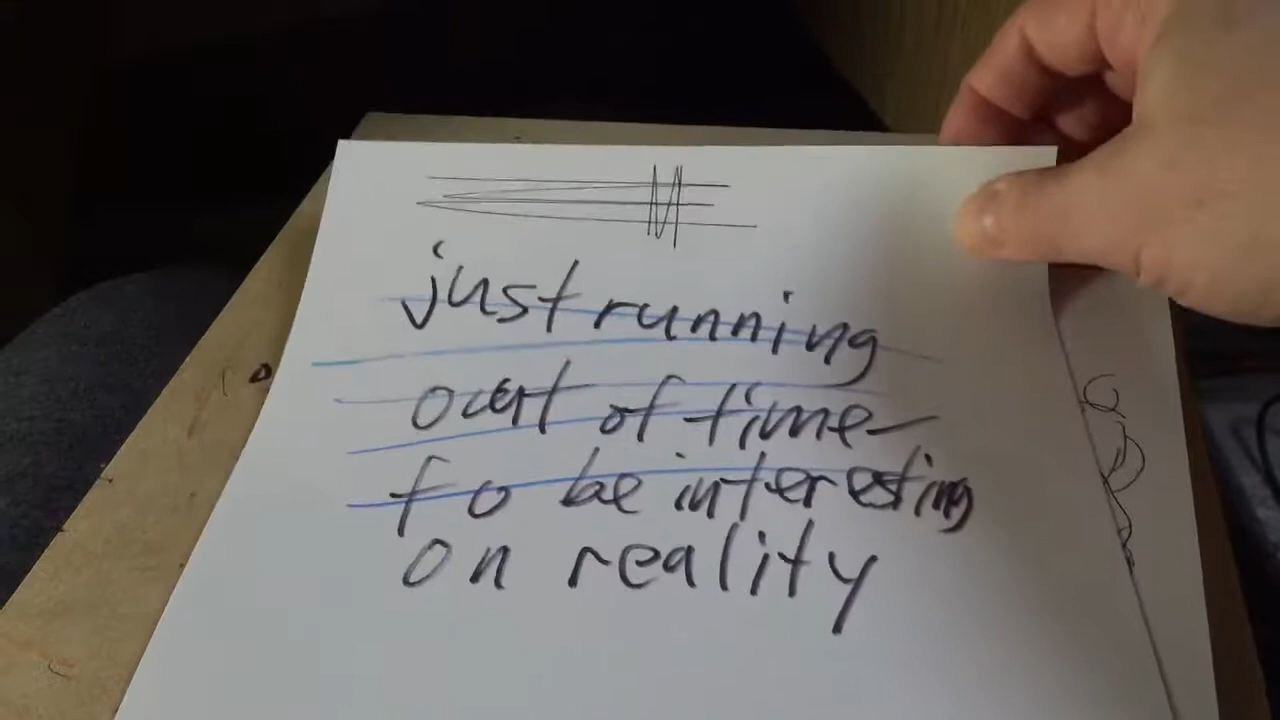 just running
out of time
to be interesting
on reality